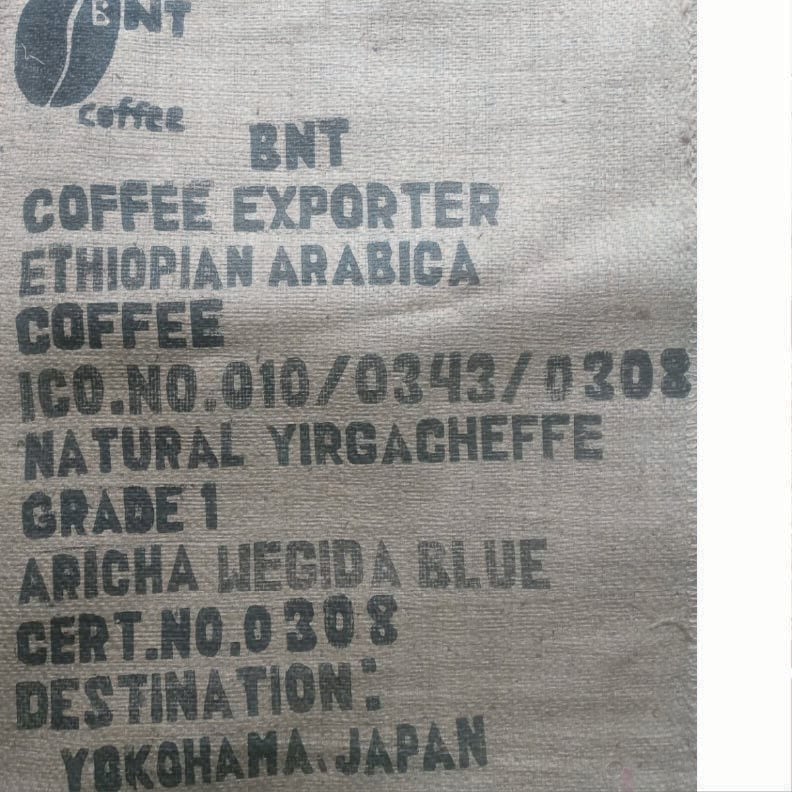 BNT
Coffee
BNT
COFFEE EXPORTER
ETHIOPIAN ARABICA
COFFEE
ICO.NO.010/0343/0308
NATURAL YIRGACHEFFE
GRADE 1
ARICHA WEGIDA BLUE
CERT.NO.0308
DESTINATION:
YOKOHAMA, JAPAN